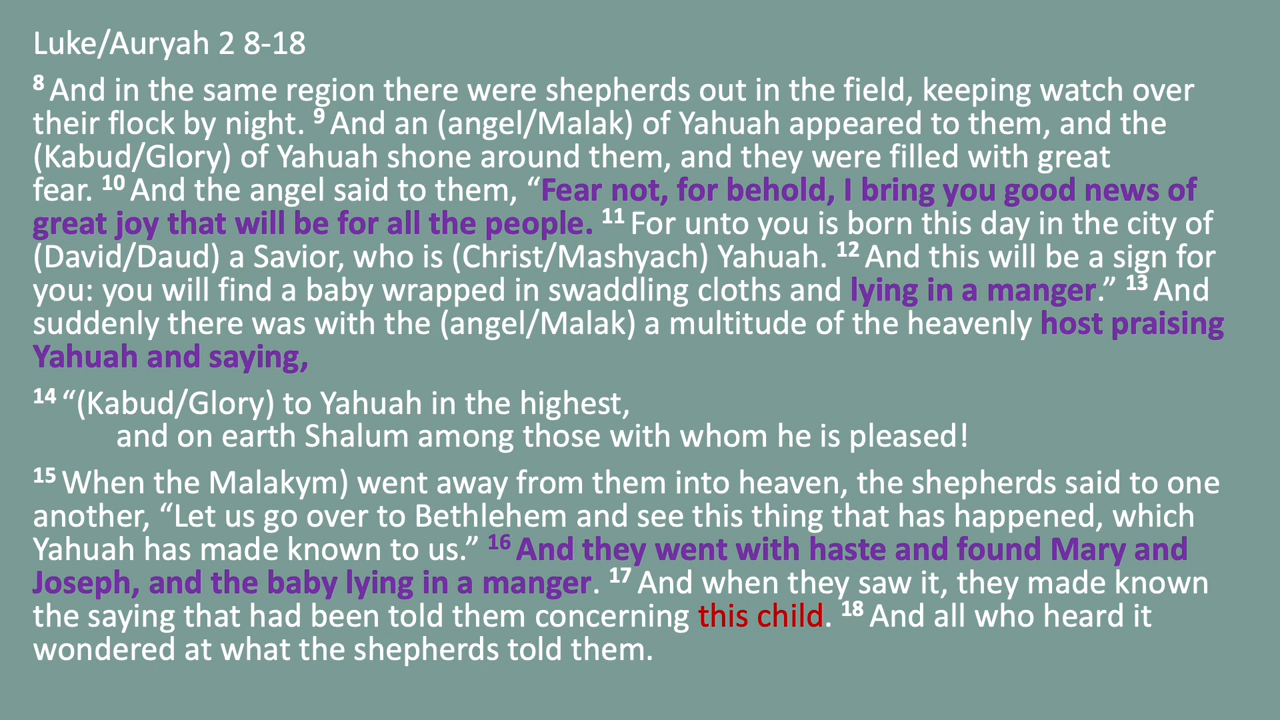 Luke/Auryah 2 8-18
8 And in the same region there were shepherds out in the field, keeping watch over
their flock by night. 9 And an (angel/Malak) of Yahuah appeared to them, and the
(Kabud/Glory) of Yahuah shone around them, and they were filled with great
fear. 10 And the angel said to them, “Fear not, for behold, I bring you good news of
great joy that will be for all the people. 11 For unto you is born this day in the city of
(David/Daud) a Savior, who is (Christ/Mashyach) Yahuah. 12 And this will be a sign for
you: you will find a baby wrapped in swaddling cloths and lying in a manger.” 13 And
suddenly there was with the (angel/Malak) a multitude of the heavenly host praising
Yahuah and saying,
14 “(Kabud/Glory) to Yahuah in the highest,
and on earth Shalum among those with whom he is pleased!
15 When the Malakym) went away from them into heaven, the shepherds said to one
another, “Let us go over to Bethlehem and see this thing that has happened, which
Yahuah has made known to us.” 16 And they went with haste and found Mary and
Joseph, and the baby lying in a manger. 17 And when they saw it, they made known
the saying that had been told them concerning this child. 18 And all who heard it
wondered at what the shepherds told them.